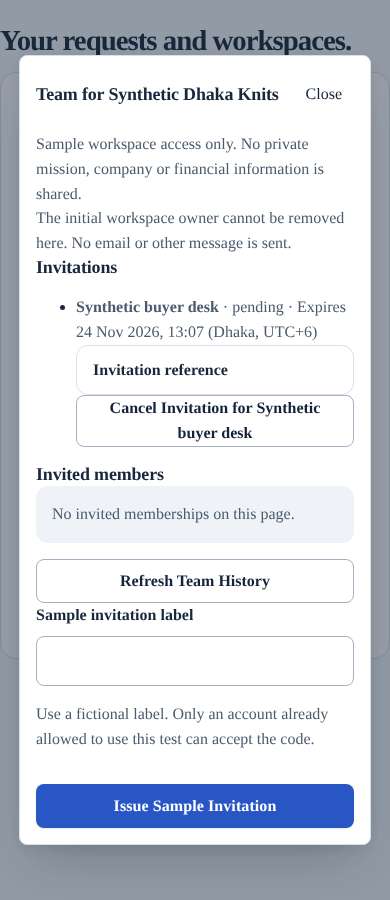 Your requests and workspaces.
Team for Synthetic Dhaka Knits
Close
Sample workspace access only. No private
mission, company or financial information is
shared.
The initial workspace owner cannot be removed
here. No email or other message is sent.
Invitations
• Synthetic buyer desk · pending · Expires
24 Nov 2026, 13:07 (Dhaka, UTC+6)
Invitation reference
Cancel Invitation for Synthetic
buyer desk
Invited members
No invited memberships on this page.
Refresh Team History
Sample invitation label
Use a fictional label. Only an account already
allowed to use this test can accept the code.
Issue Sample Invitation